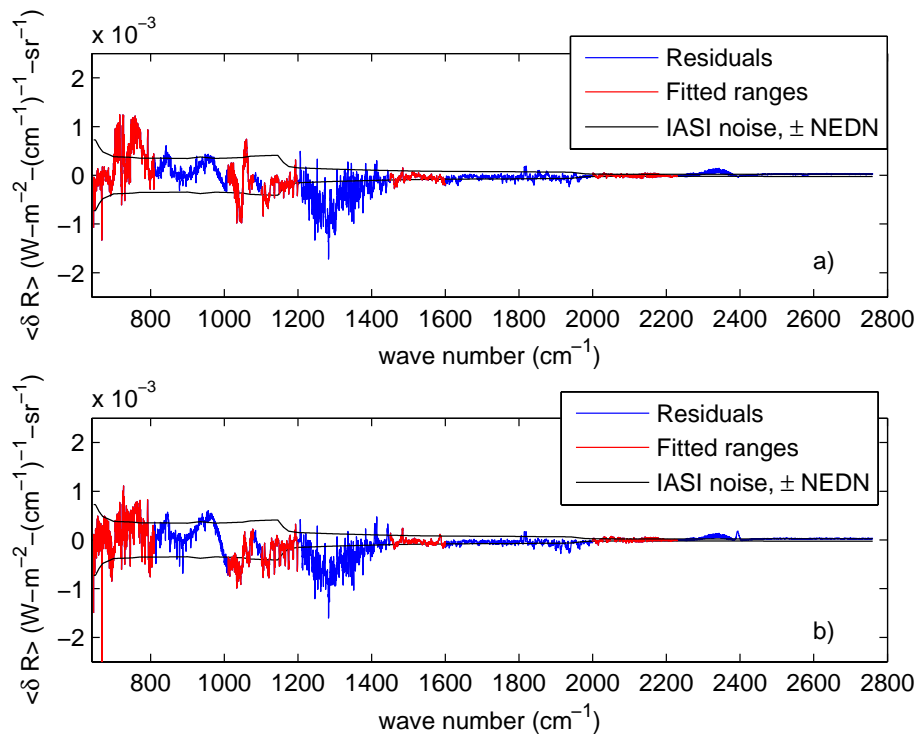 a)
x 10⁻³
Residuals
Fitted ranges
IASI noise, ± NEDN
2
1
0
−1
−2
<δ R> (W−m⁻²−(cm⁻¹)⁻¹−sr⁻¹)
a)
800 1000 1200 1400 1600 1800 2000 2200 2400 2600 2800
wave number (cm⁻¹)
b)
x 10⁻³
Residuals
Fitted ranges
IASI noise, ± NEDN
2
1
0
−1
−2
<δ R> (W−m⁻²−(cm⁻¹)⁻¹−sr⁻¹)
b)
800 1000 1200 1400 1600 1800 2000 2200 2400 2600 2800
wave number (cm⁻¹)